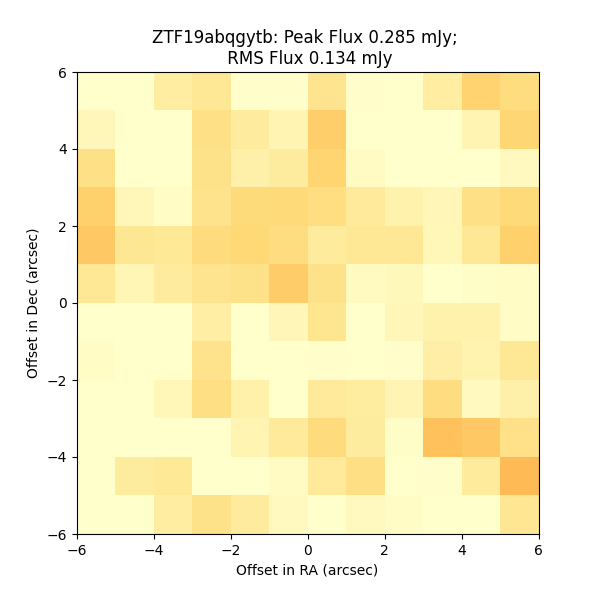 ZTF19abqgytb: Peak Flux 0.285 mJy;
RMS Flux 0.134 mJy
6
4
2
0
−2
−4
−6
Offset in Dec (arcsec)
−6 −4 −2 0 2 4 6
Offset in RA (arcsec)